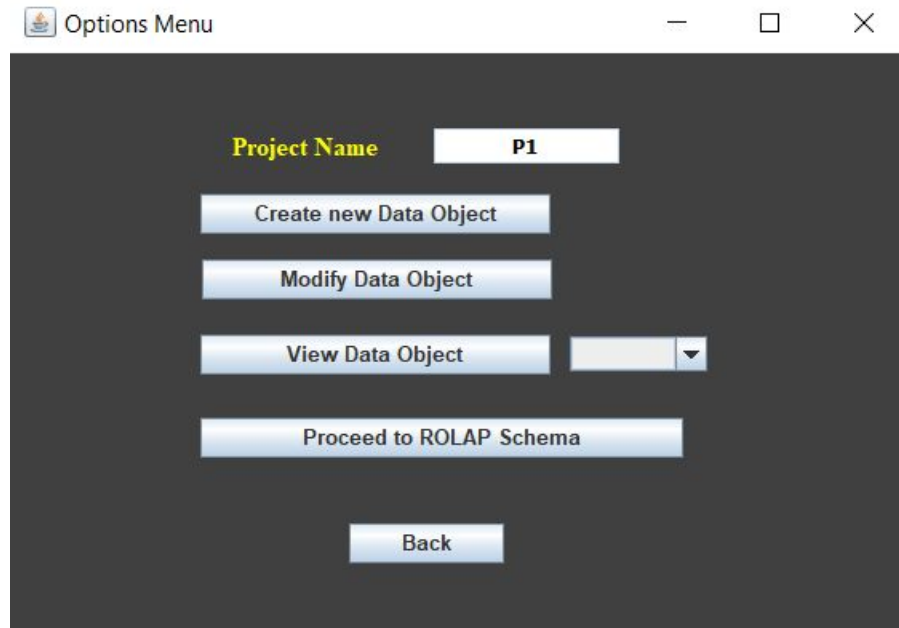 Options Menu
Project Name P1
Create new Data Object
Modify Data Object
View Data Object
Proceed to ROLAP Schema
Back